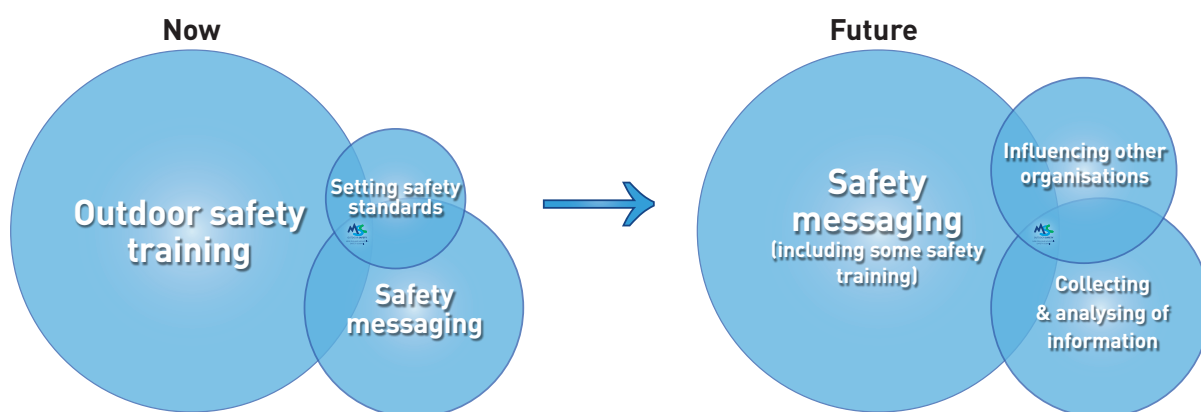 Now
Outdoor safety
training
Setting safety
standards
Safety
messaging
Future
Safety
messaging
(including some safety
training)
Influencing other
organisations
Collecting
& analysing of
information